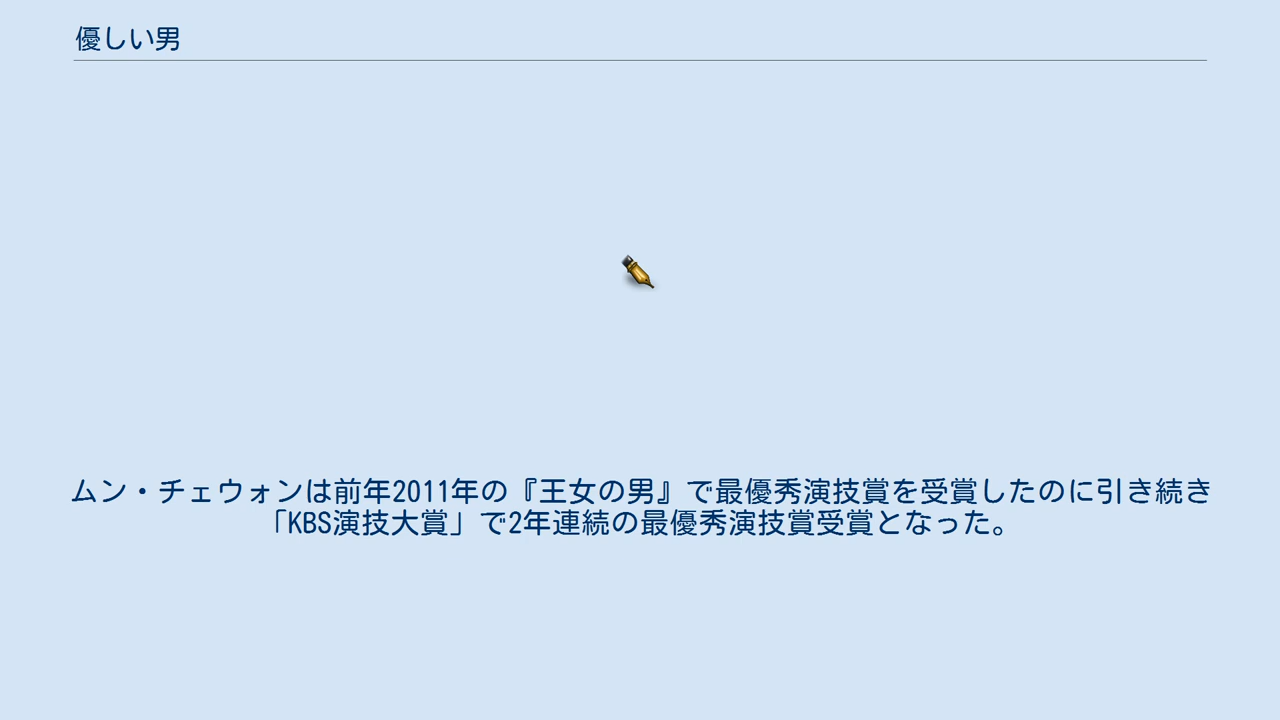 優しい男
ムン・チェウォンは前年2011年の『王女の男』で最優秀演技賞を受賞したのに引き続き
「KBS演技大賞」で2年連続の最優秀演技賞受賞となった。